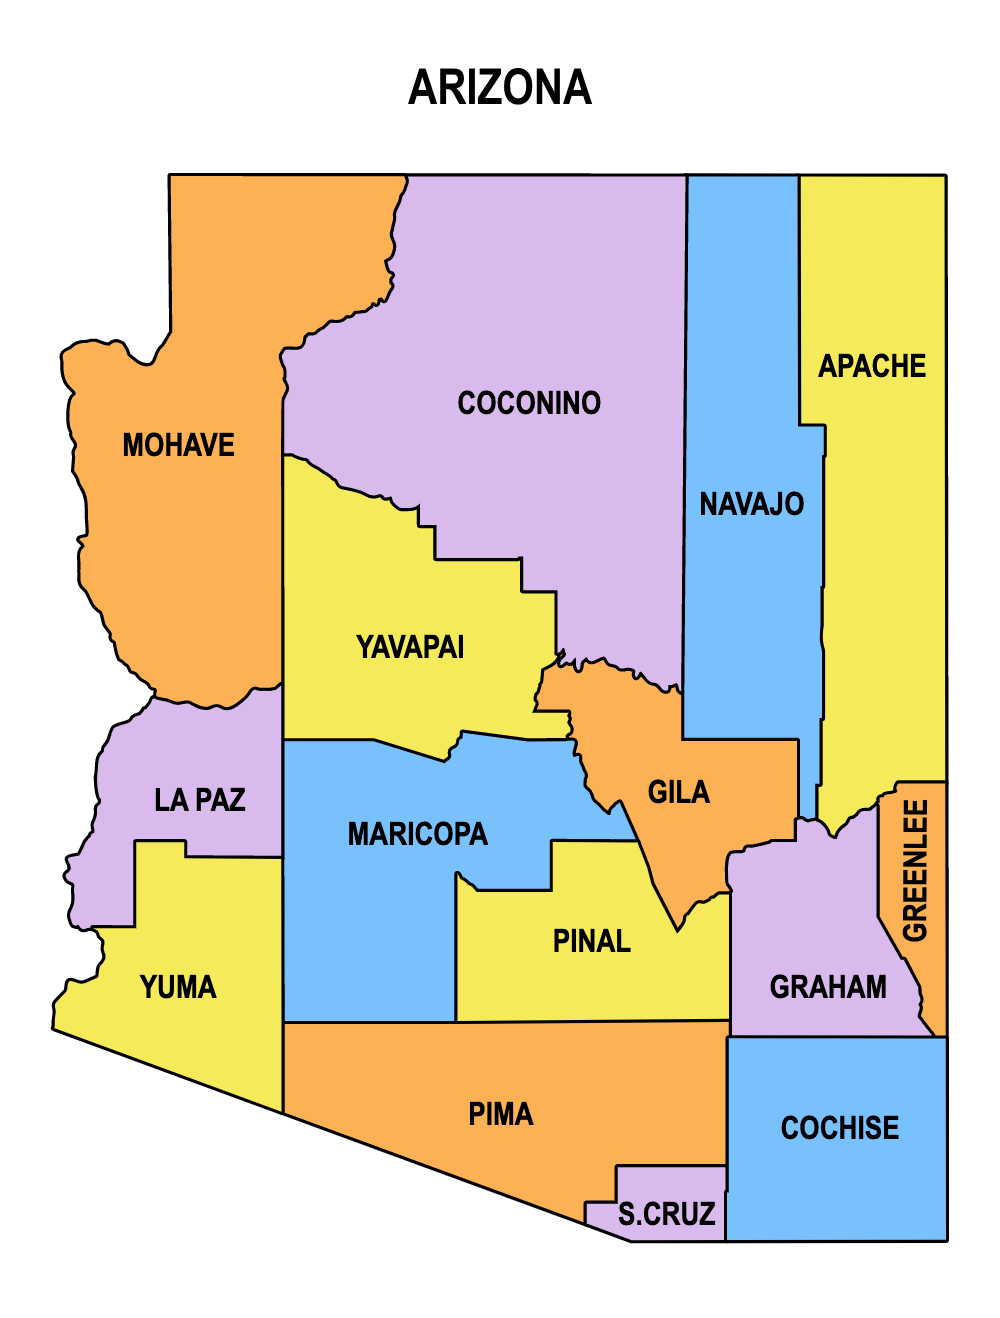 ARIZONA
APACHE
COCONINO
MOHAVE
NAVAJO
YAVAPAI
GILA
LA PAZ
MARICOPA
GREENLEE
PINAL
YUMA
GRAHAM
PIMA
COCHISE
S.CRUZ